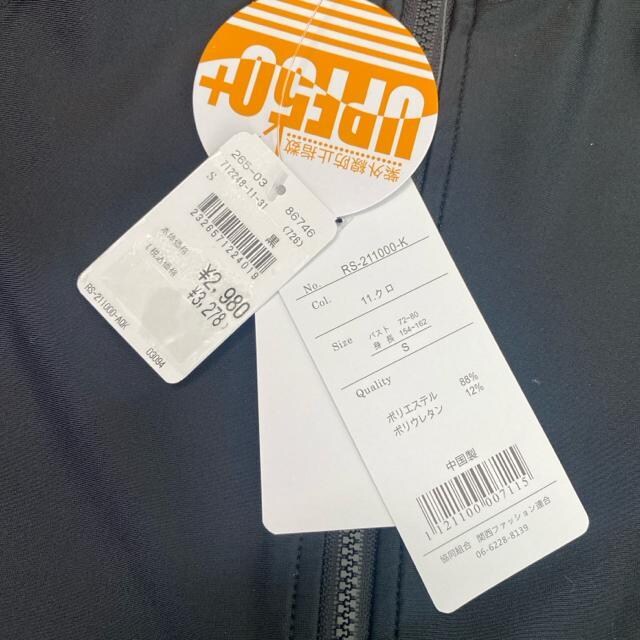 UPF50+
紫外線防止指数
265-03 86746
712248-11-31 (726)
S 黒
2326571224018
本体価格 ¥2,980
(税込価格 ¥3,278)
RS-211000-AQK 03094
No. RS-211000-K
Col. 11.クロ
Size バスト 72~80
身長 154~162
S
Quality
ポリエステル 88%
ポリウレタン 12%
中国製
1121100007115
協同組合 関西ファッション連合
06-6228-8139